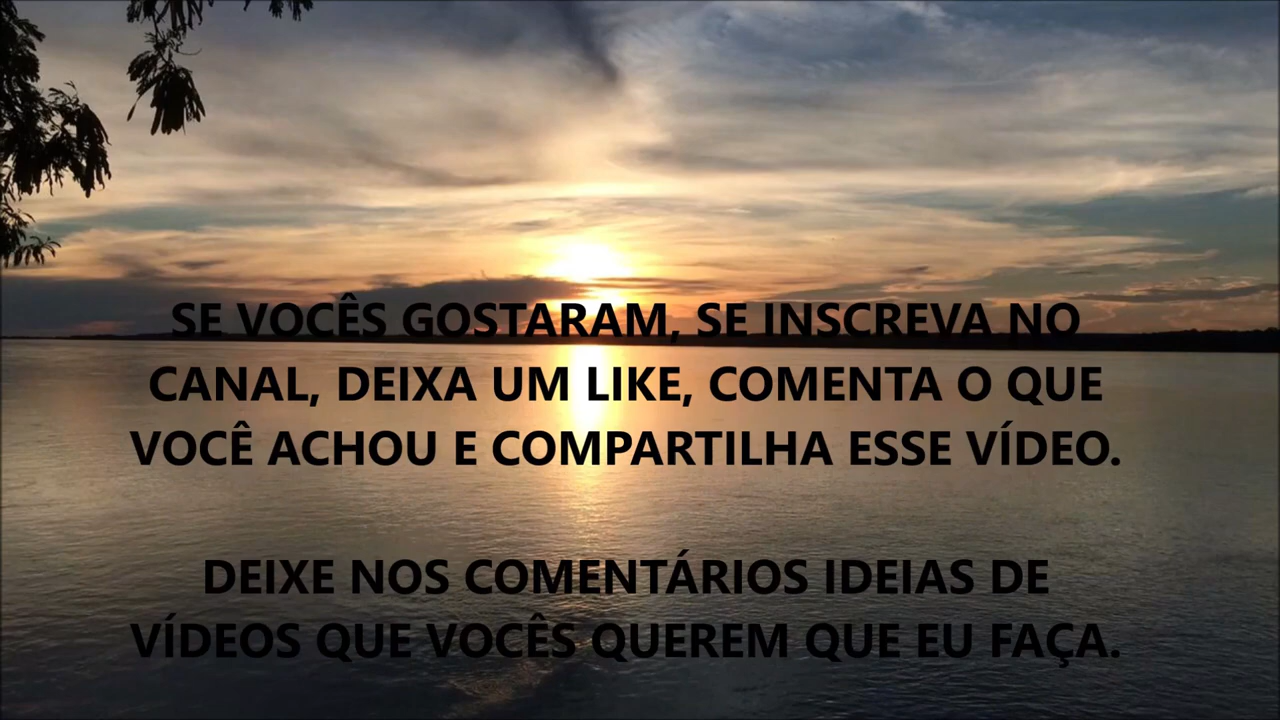 SE VOCÊS GOSTARAM, SE INSCREVA NO
CANAL, DEIXA UM LIKE, COMENTA O QUE
VOCÊ ACHOU E COMPARTILHA ESSE VÍDEO.
DEIXE NOS COMENTÁRIOS IDEIAS DE
VÍDEOS QUE VOCÊS QUEREM QUE EU FAÇA.